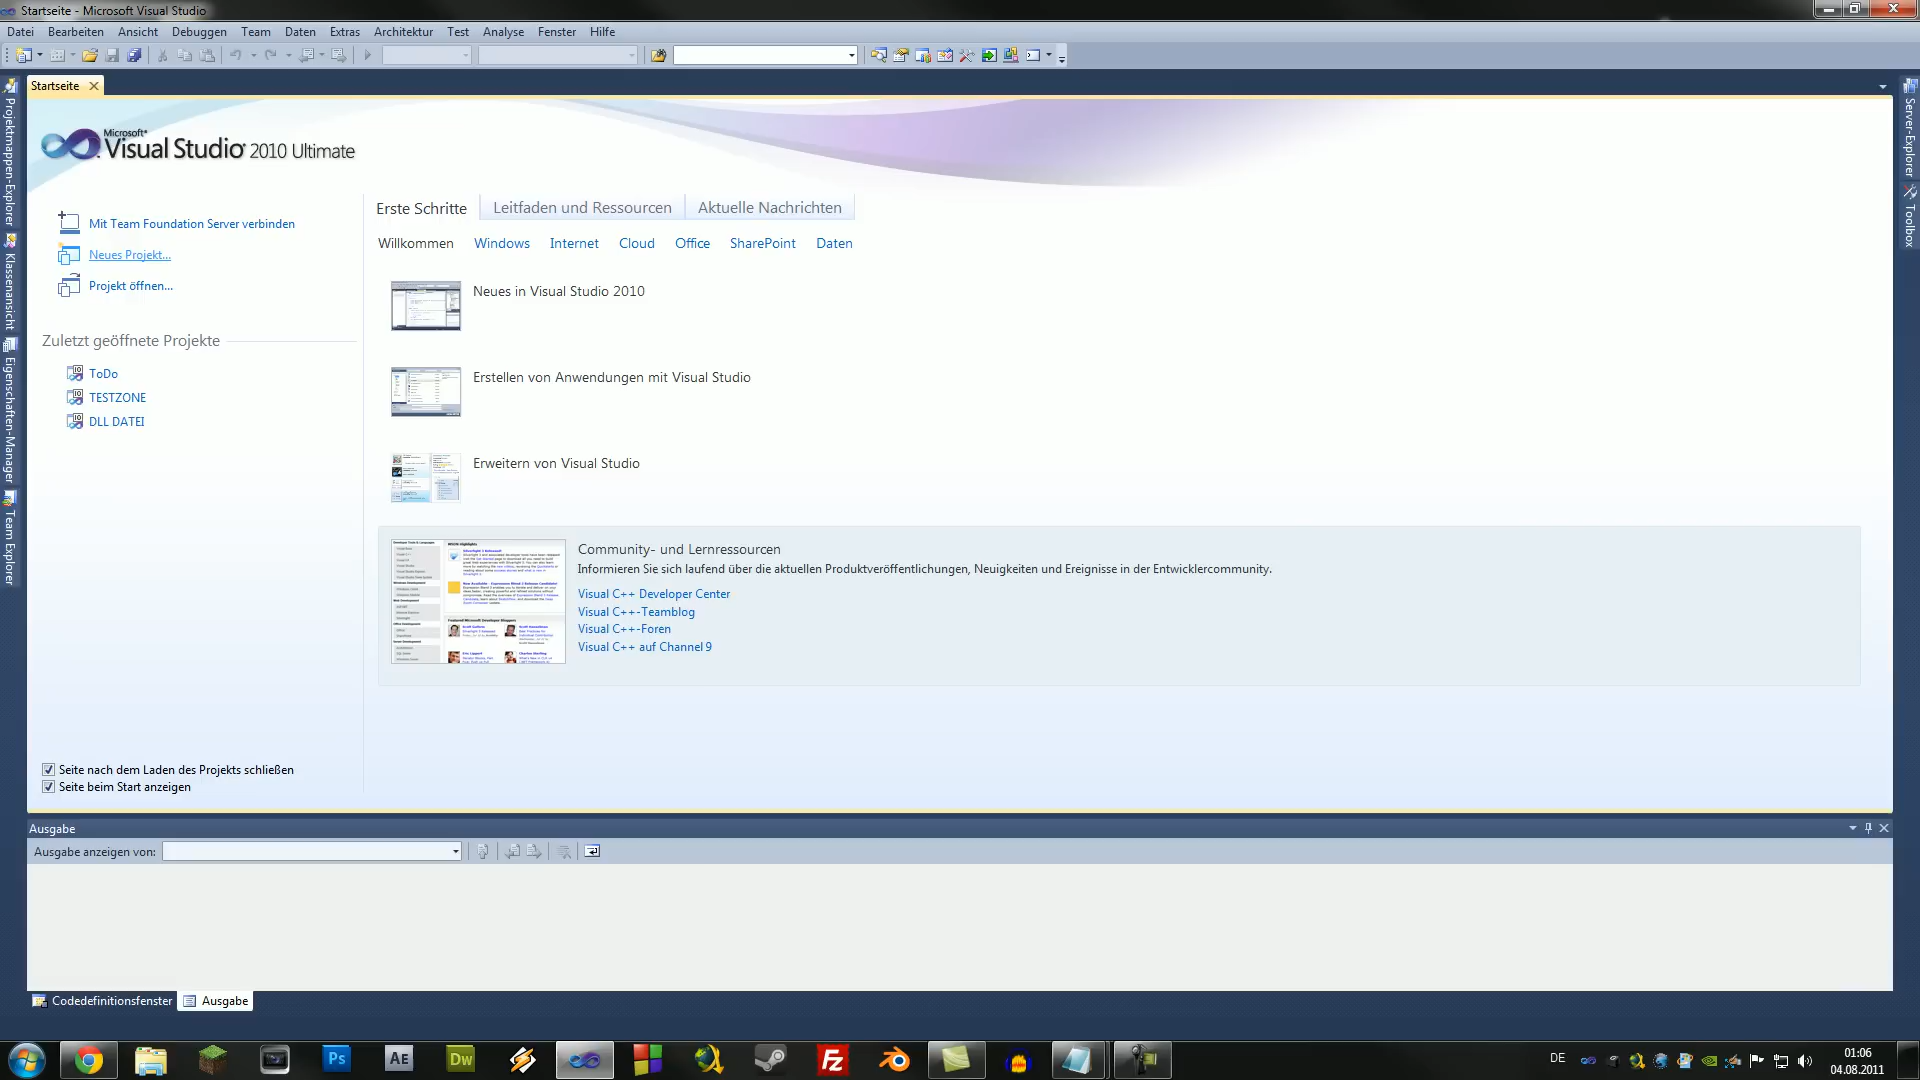 Startseite - Microsoft Visual Studio
Datei Bearbeiten Ansicht Debuggen Team Daten Extras Architektur Test Analyse Fenster Hilfe
Startseite
Projektmappen-Explorer
Klassenansicht
Eigenschaften-Manager
Team Explorer
Server-Explorer
Toolbox
Microsoft®
Visual Studio® 2010 Ultimate
Mit Team Foundation Server verbinden
Neues Projekt...
Projekt öffnen...
Zuletzt geöffnete Projekte
ToDo
TESTZONE
DLL DATEI
Seite nach dem Laden des Projekts schließen
Seite beim Start anzeigen
Erste Schritte Leitfaden und Ressourcen Aktuelle Nachrichten
Willkommen Windows Internet Cloud Office SharePoint Daten
Neues in Visual Studio 2010
Erstellen von Anwendungen mit Visual Studio
Erweitern von Visual Studio
Community- und Lernressourcen
Informieren Sie sich laufend über die aktuellen Produktveröffentlichungen, Neuigkeiten und Ereignisse in der Entwicklercommunity.
Visual C++ Developer Center
Visual C++-Teamblog
Visual C++-Foren
Visual C++ auf Channel 9
Ausgabe
Ausgabe anzeigen von:
Codedefinitionsfenster Ausgabe
Ps AE Dw Fz
DE
01:06
04.08.2011